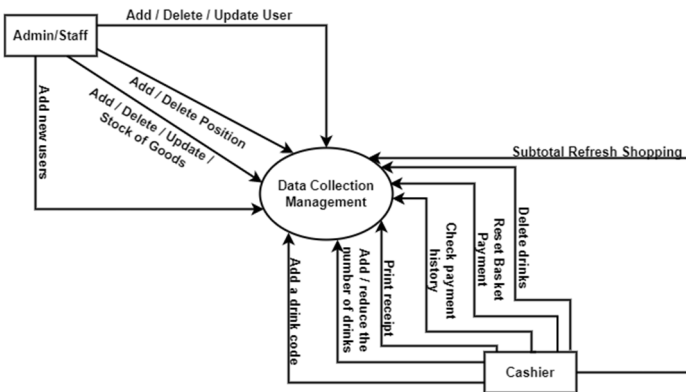 Add / Delete / Update User
Admin/Staff
Add / Delete Position
Add / Delete / Update /
Stock of Goods
Add new
users
Subtotal Refresh Shopping
Data Collection
Management
Delete drinks
Reset Basket
Payment
Check payment
history
Print receipt
Add / reduce the
number of drinks
Add a drink code
Cashier